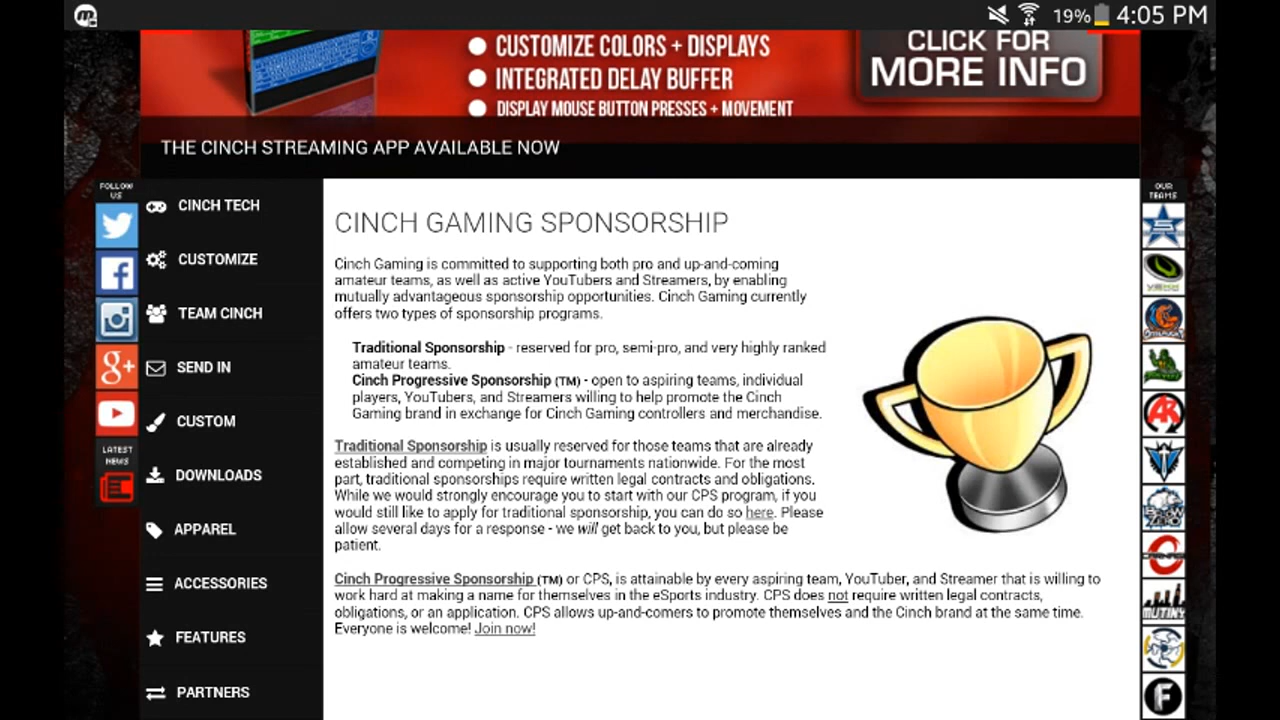 19% 4:05 PM
CUSTOMIZE COLORS + DISPLAYS
INTEGRATED DELAY BUFFER
DISPLAY MOUSE BUTTON PRESSES + MOVEMENT
CLICK FOR
MORE INFO
THE CINCH STREAMING APP AVAILABLE NOW
FOLLOW
US
LATEST
NEWS
CINCH TECH
CUSTOMIZE
TEAM CINCH
SEND IN
CUSTOM
DOWNLOADS
APPAREL
ACCESSORIES
FEATURES
PARTNERS
CINCH GAMING SPONSORSHIP
Cinch Gaming is committed to supporting both pro and up-and-coming
amateur teams, as well as active YouTubers and Streamers, by enabling
mutually advantageous sponsorship opportunities. Cinch Gaming currently
offers two types of sponsorship programs.
Traditional Sponsorship - reserved for pro, semi-pro, and very highly ranked
amateur teams.
Cinch Progressive Sponsorship (TM) - open to aspiring teams, individual
players, YouTubers, and Streamers willing to help promote the Cinch
Gaming brand in exchange for Cinch Gaming controllers and merchandise.
Traditional Sponsorship is usually reserved for those teams that are already
established and competing in major tournaments nationwide. For the most
part, traditional sponsorships require written legal contracts and obligations.
While we would strongly encourage you to start with our CPS program, if you
would still like to apply for traditional sponsorship, you can do so here. Please
allow several days for a response - we will get back to you, but please be
patient.
Cinch Progressive Sponsorship (TM) or CPS, is attainable by every aspiring team, YouTuber, and Streamer that is willing to
work hard at making a name for themselves in the eSports industry. CPS does not require written legal contracts,
obligations, or an application. CPS allows up-and-comers to promote themselves and the Cinch brand at the same time.
Everyone is welcome! Join now!
OUR
TEAMS
AR
MUTINY
F